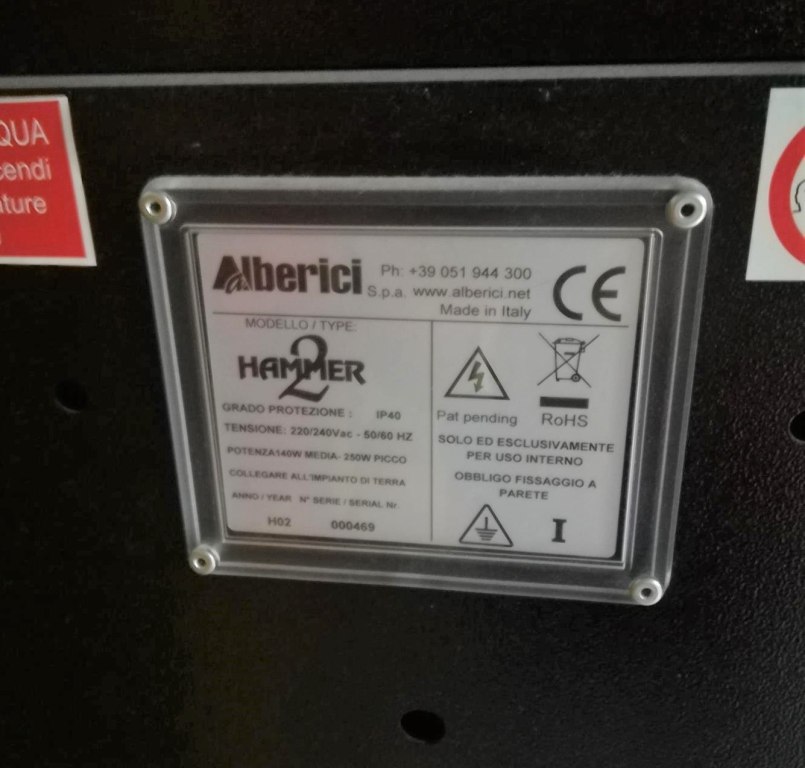 QUA
cendi
ature
Alberici
S.p.a.
Ph: +39 051 944 300
www.alberici.net
Made in Italy
CE
MODELLO / TYPE:
HAMMER
2
GRADO PROTEZIONE : IP40
TENSIONE: 220/240Vac - 50/60 HZ
POTENZA140W MEDIA- 250W PICCO
COLLEGARE ALL'IMPIANTO DI TERRA
ANNO / YEAR N° SERIE / SERIAL Nr.
H02 000469
Pat pending
RoHS
SOLO ED ESCLUSIVAMENTE
PER USO INTERNO
OBBLIGO FISSAGGIO A
PARETE
I